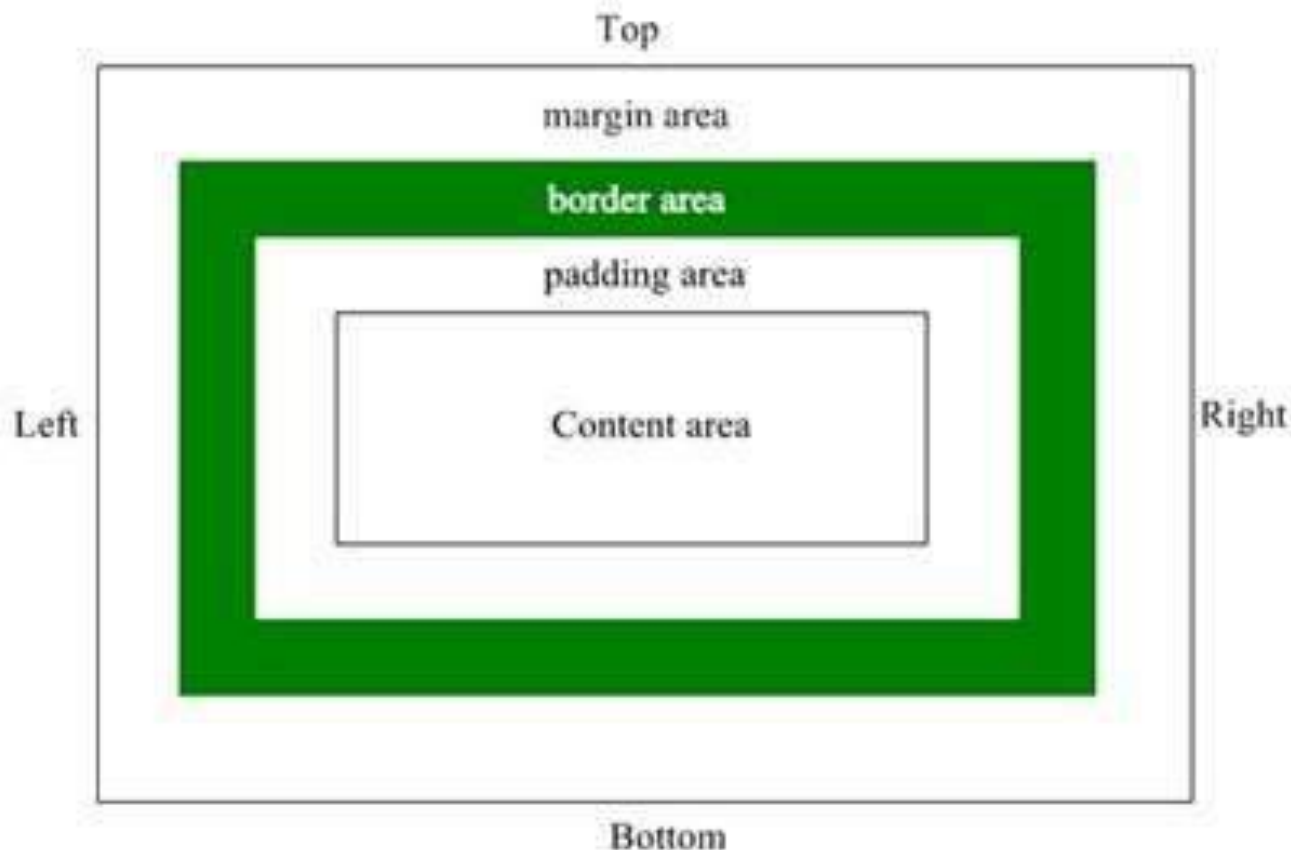 Top
margin area
border area
padding area
Left
Content area
Right
Bottom